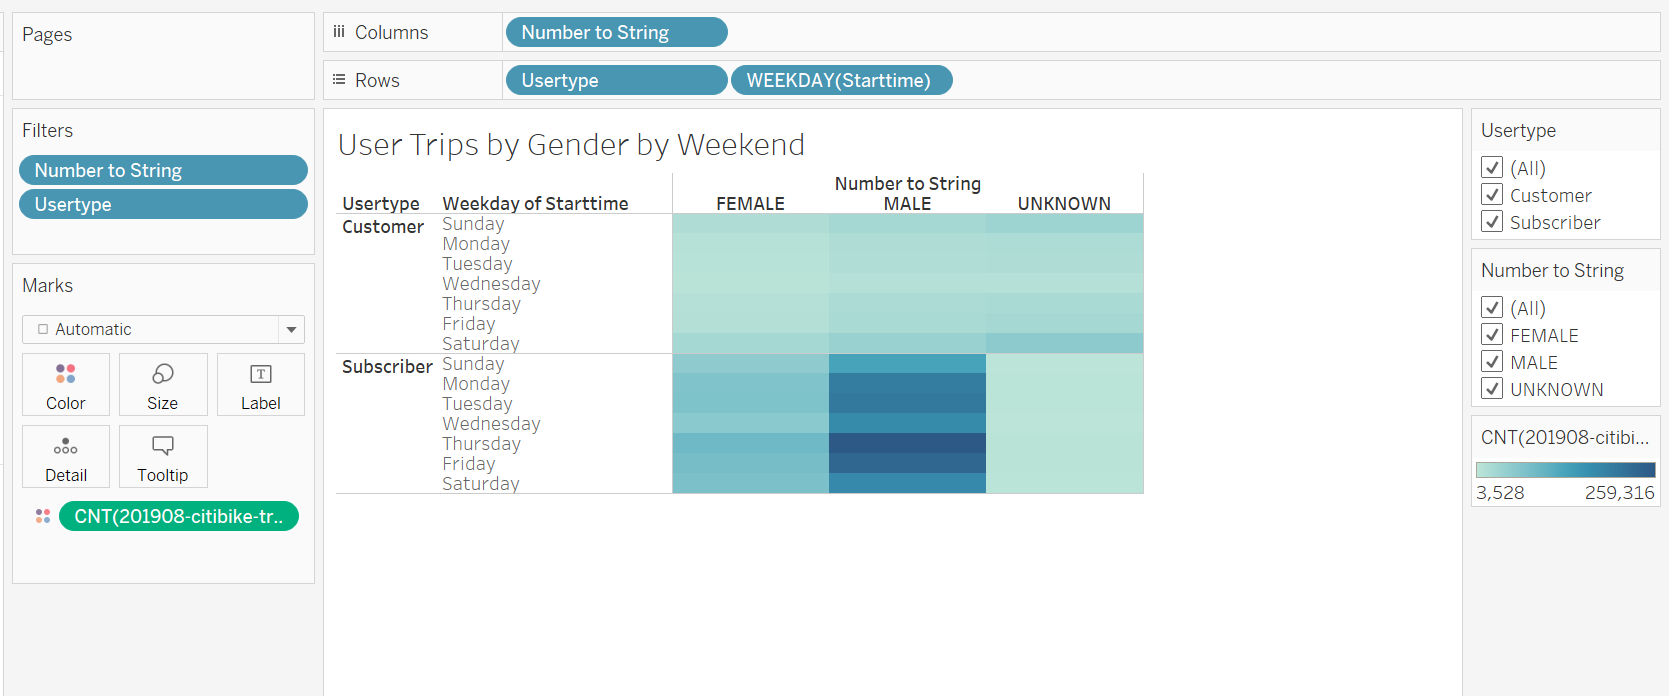 Pages
Columns
Number to String
Rows
Usertype WEEKDAY(Starttime)
Filters
Number to String
Usertype
Marks
Automatic
Color Size Label
Detail Tooltip
CNT(201908-citibike-tr..
User Trips by Gender by Weekend
Number to String
Usertype Weekday of Starttime FEMALE MALE UNKNOWN
Customer Sunday
Monday
Tuesday
Wednesday
Thursday
Friday
Saturday
Subscriber Sunday
Monday
Tuesday
Wednesday
Thursday
Friday
Saturday
Usertype
(All)
Customer
Subscriber
Number to String
(All)
FEMALE
MALE
UNKNOWN
CNT(201908-citibi...
3,528 259,316